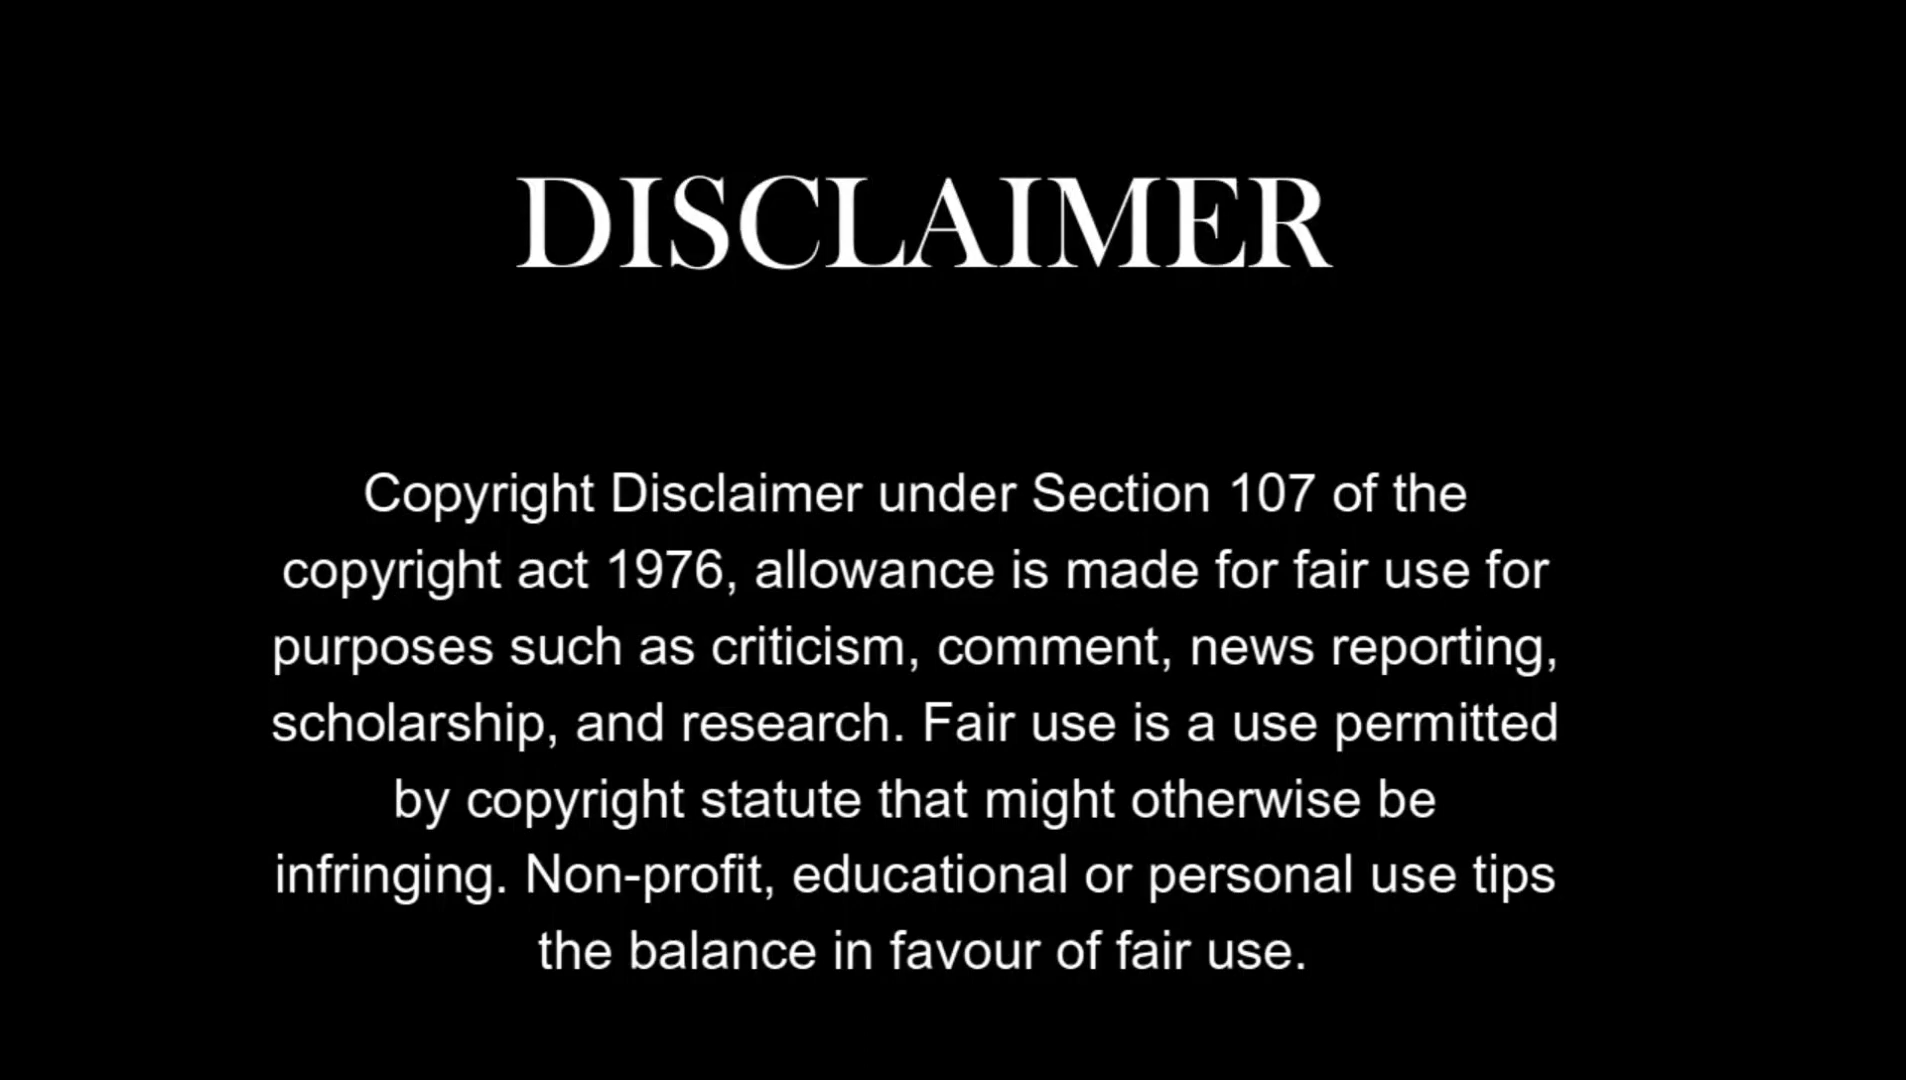 DISCLAIMER
Copyright Disclaimer under Section 107 of the
copyright act 1976, allowance is made for fair use for
purposes such as criticism, comment, news reporting,
scholarship, and research. Fair use is a use permitted
by copyright statute that might otherwise be
infringing. Non-profit, educational or personal use tips
the balance in favour of fair use.